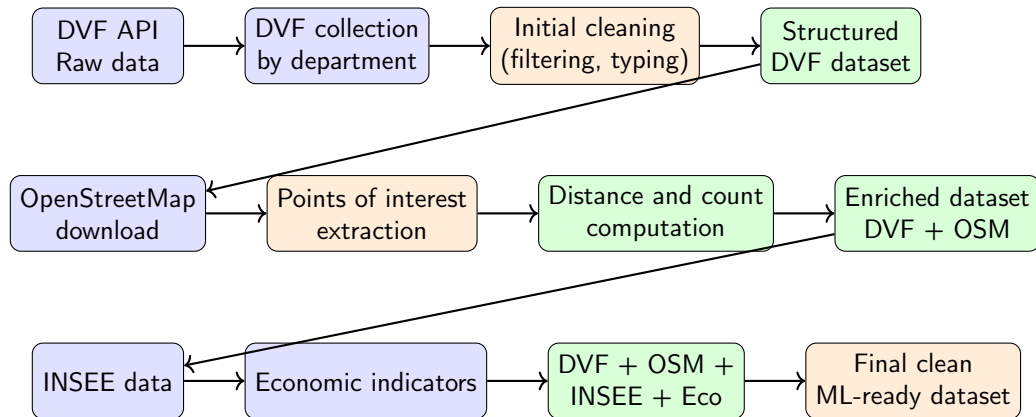 DVF API
Raw data
DVF collection
by department
Initial cleaning
(filtering, typing)
Structured
DVF dataset
OpenStreetMap
download
Points of interest
extraction
Distance and count
computation
Enriched dataset
DVF + OSM
INSEE data
Economic indicators
DVF + OSM +
INSEE + Eco
Final clean
ML-ready dataset